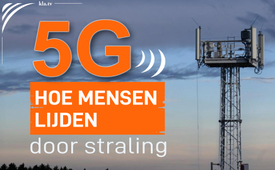 kla.tv
5G
HOE MENSEN
LIJDEN
door straling